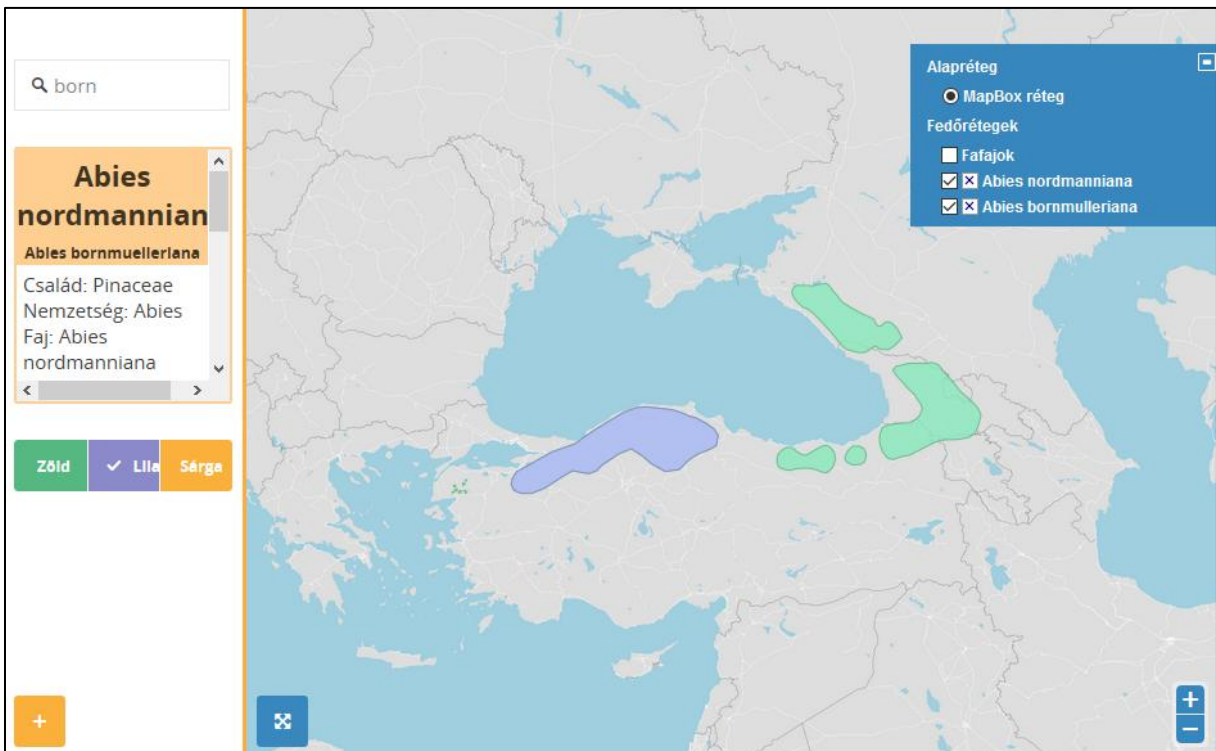 born
Abies
nordmannian
Abies bornmuelleriana
Család: Pinaceae
Nemzetség: Abies
Faj: Abies
nordmanniana
Zöld
Lila
Sárga
+
Alapréteg
MapBox réteg
Fedőrétegek
Fafajok
Abies nordmanniana
Abies bornmulleriana
+
−